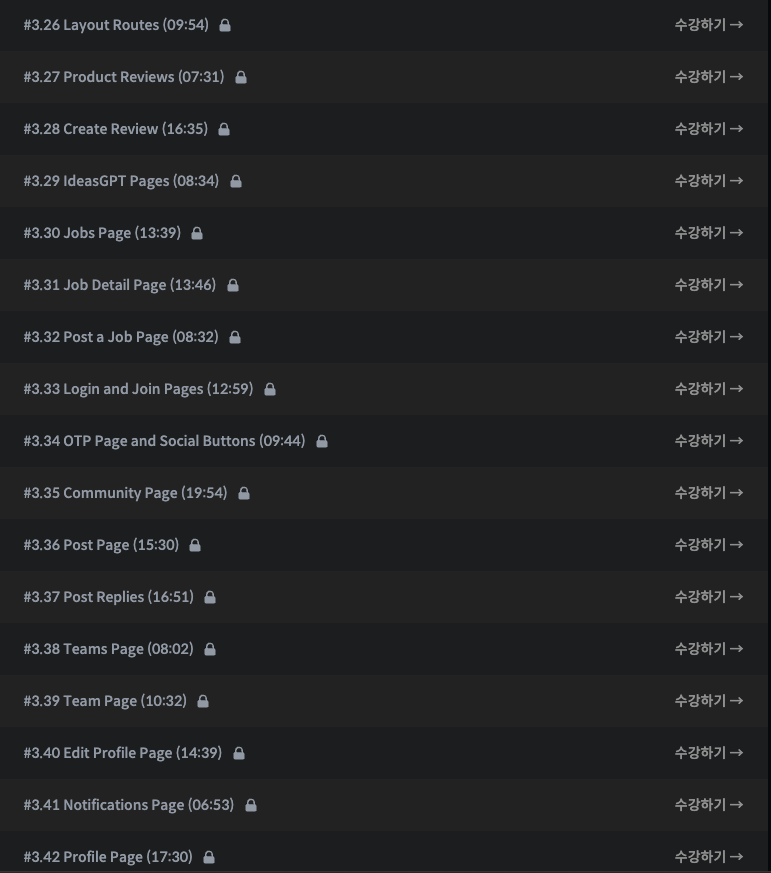 #3.26 Layout Routes (09:54) 수강하기 →
#3.27 Product Reviews (07:31) 수강하기 →
#3.28 Create Review (16:35) 수강하기 →
#3.29 IdeasGPT Pages (08:34) 수강하기 →
#3.30 Jobs Page (13:39) 수강하기 →
#3.31 Job Detail Page (13:46) 수강하기 →
#3.32 Post a Job Page (08:32) 수강하기 →
#3.33 Login and Join Pages (12:59) 수강하기 →
#3.34 OTP Page and Social Buttons (09:44) 수강하기 →
#3.35 Community Page (19:54) 수강하기 →
#3.36 Post Page (15:30) 수강하기 →
#3.37 Post Replies (16:51) 수강하기 →
#3.38 Teams Page (08:02) 수강하기 →
#3.39 Team Page (10:32) 수강하기 →
#3.40 Edit Profile Page (14:39) 수강하기 →
#3.41 Notifications Page (06:53) 수강하기 →
#3.42 Profile Page (17:30) 수강하기 →